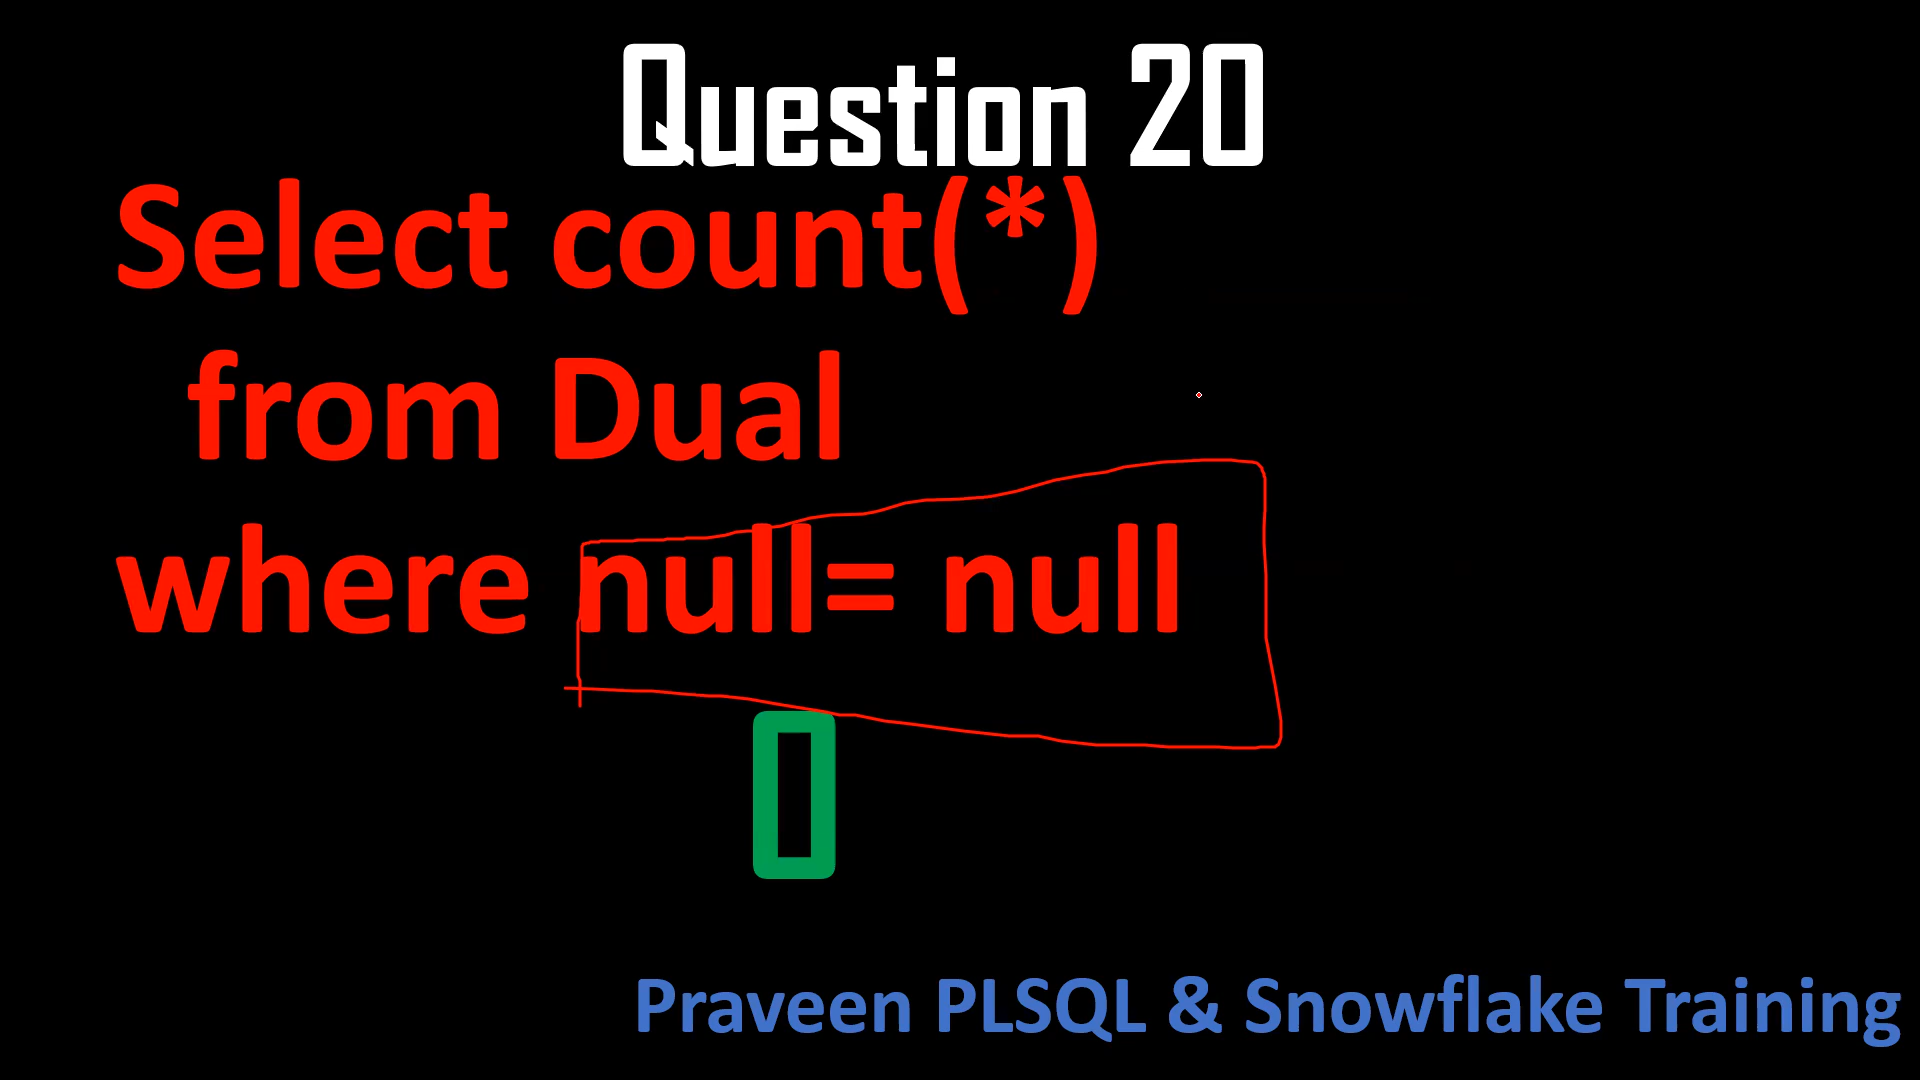 Question 20
Select count(*)
from Dual
where null= null
0
Praveen PLSQL & Snowflake Training